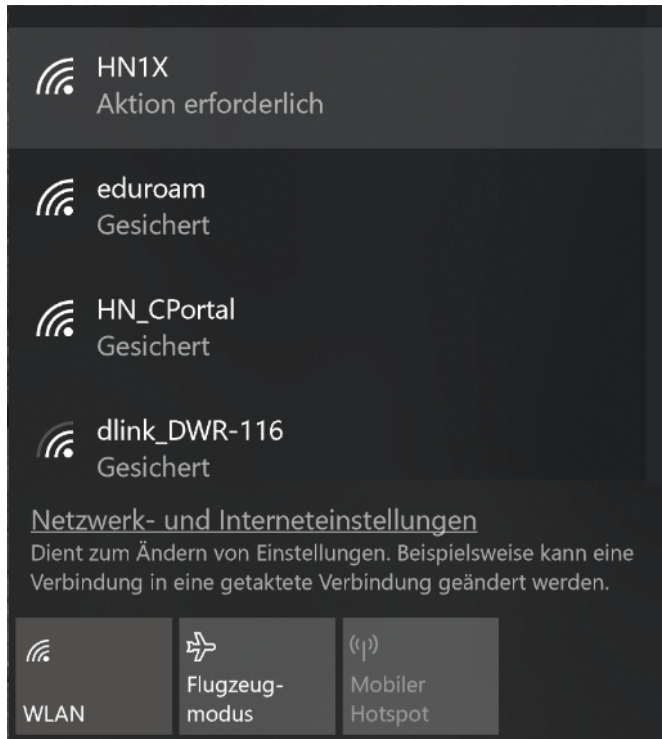 HN1X
Aktion erforderlich
eduroam
Gesichert
HN_CPortal
Gesichert
dlink_DWR-116
Gesichert
Netzwerk- und Interneteinstellungen
Dient zum Ändern von Einstellungen. Beispielsweise kann eine
Verbindung in eine getaktete Verbindung geändert werden.
WLAN
Flugzeug-
modus
Mobiler
Hotspot